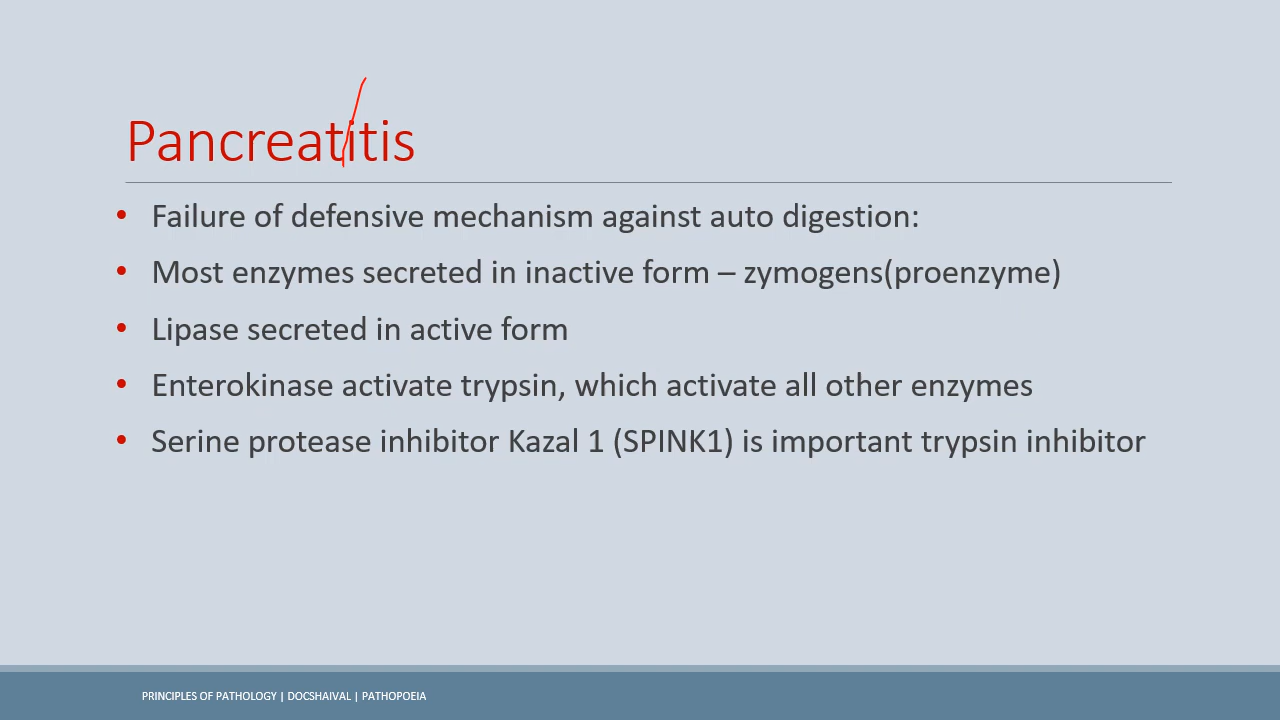 Pancreatitis
• Failure of defensive mechanism against auto digestion:
• Most enzymes secreted in inactive form – zymogens(proenzyme)
• Lipase secreted in active form
• Enterokinase activate trypsin, which activate all other enzymes
• Serine protease inhibitor Kazal 1 (SPINK1) is important trypsin inhibitor
PRINCIPLES OF PATHOLOGY | DOCSHAIVAL | PATHOPOEIA